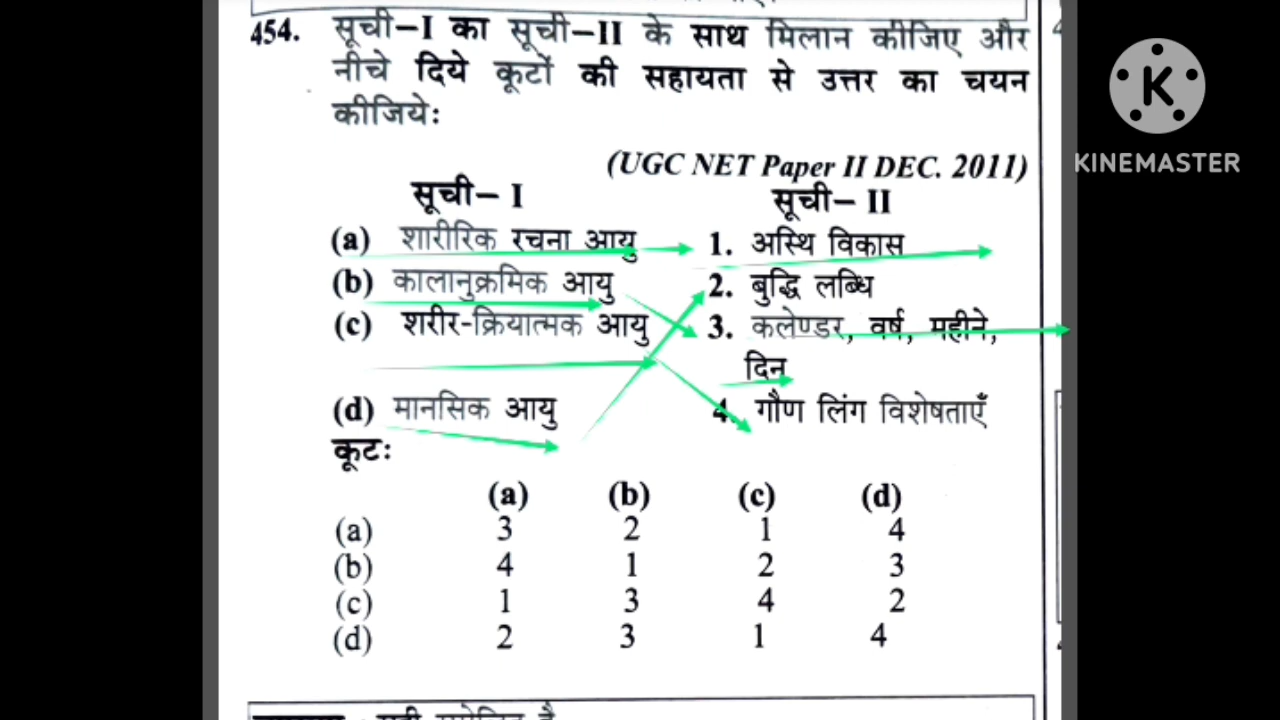 454. सूची-I का सूची-II के साथ मिलान कीजिए और
नीचे दिये कूटों की सहायता से उत्तर का चयन
कीजिये:
(UGC NET Paper II DEC. 2011)
सूची- I सूची- II
(a) शारीरिक रचना आयु 1. अस्थि विकास
(b) कालानुक्रमिक आयु 2. बुद्धि लब्धि
(c) शरीर-क्रियात्मक आयु 3. कलेण्डर, वर्ष, महीने,
दिन
(d) मानसिक आयु 4. गौण लिंग विशेषताएँ
कूट:
(a) (b) (c) (d)
(a) 3 2 1 4
(b) 4 1 2 3
(c) 1 3 4 2
(d) 2 3 1 4
K
KINEMASTER